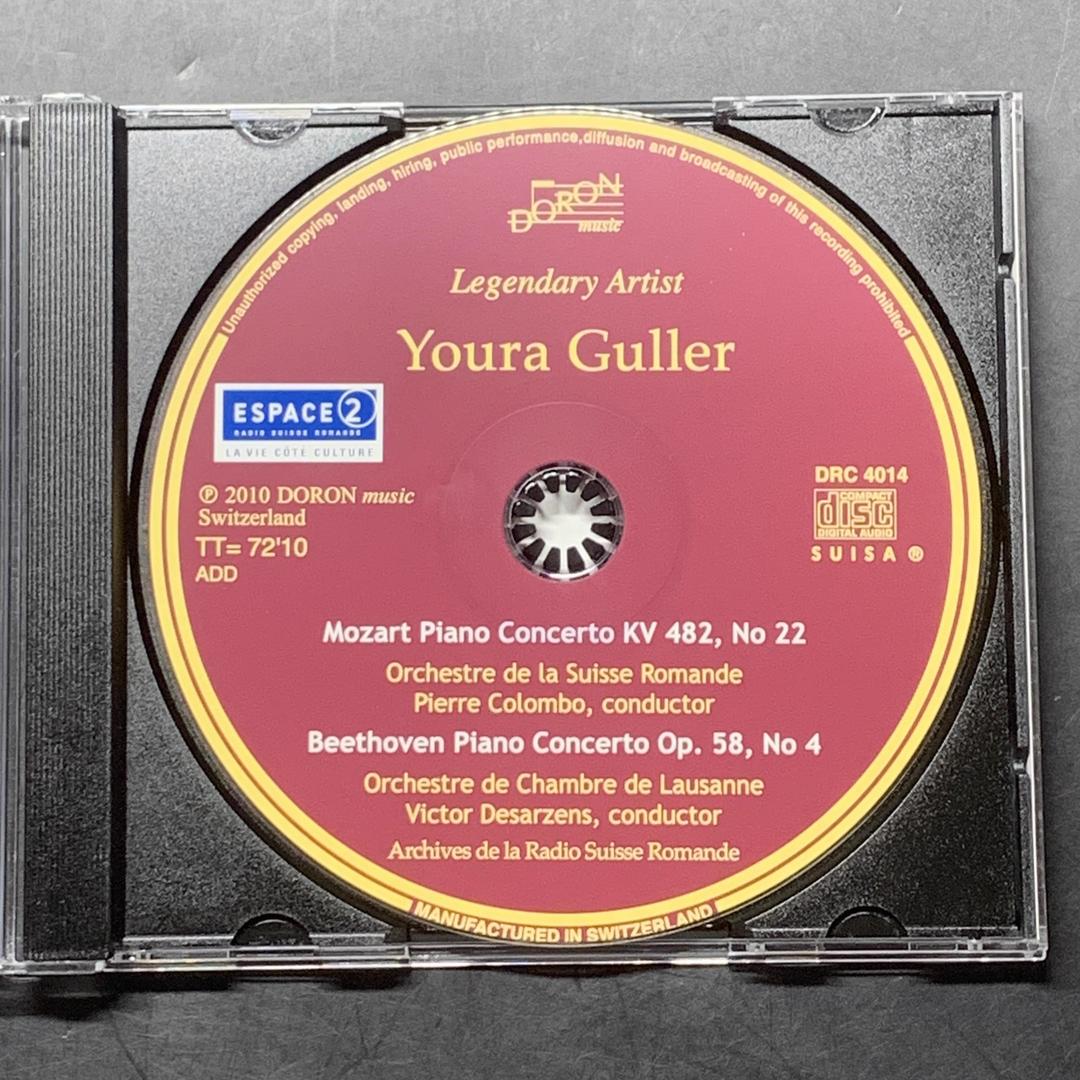 Unauthorized copying, landing, hiring, public performance,diffusion and broadcasting of this recording prohibited
DORON
music
Legendary Artist
Youra Guller
ESPACE 2
RADIO SUISSE ROMANDE
LA VIE CÔTÉ CULTURE
℗ 2010 DORON music
Switzerland
TT= 72'10
ADD
DRC 4014
COMPACT
disc
DIGITAL AUDIO
SUISA ®
Mozart Piano Concerto KV 482, No 22
Orchestre de la Suisse Romande
Pierre Colombo, conductor
Beethoven Piano Concerto Op. 58, No 4
Orchestre de Chambre de Lausanne
Victor Desarzens, conductor
Archives de la Radio Suisse Romande
MANUFACTURED IN SWITZERLAND